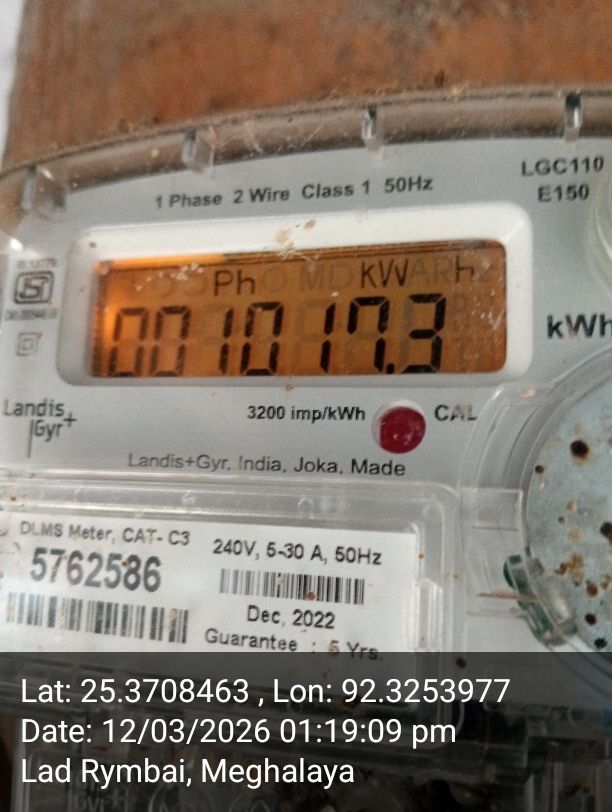 LGC110
1 Phase 2 Wire Class 1 50Hz
E150
Ph MD kWARh
001017.3
kWh
Landis
Gyr+
3200 imp/kWh CAL
Landis+Gyr. India, Joka, Made
DLMS Meter, CAT- C3
5762586
240V, 5-30 A, 50Hz
Dec, 2022
Guarantee : 5 Yrs.
Lat: 25.3708463 , Lon: 92.3253977
Date: 12/03/2026 01:19:09 pm
Lad Rymbai, Meghalaya